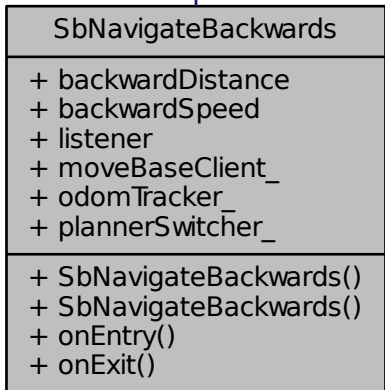 SbNavigateBackwards
+ backwardDistance
+ backwardSpeed
+ listener
+ moveBaseClient_
+ odomTracker_
+ plannerSwitcher_
+ SbNavigateBackwards()
+ SbNavigateBackwards()
+ onEntry()
+ onExit()